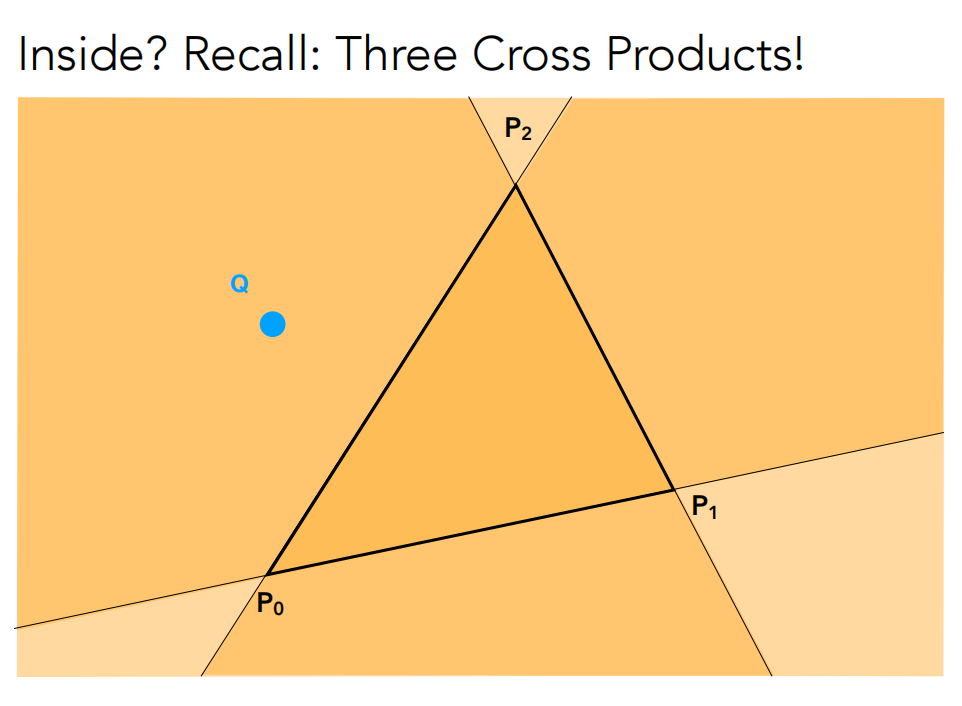 Inside? Recall: Three Cross Products!
P₂
Q
P₁
P₀